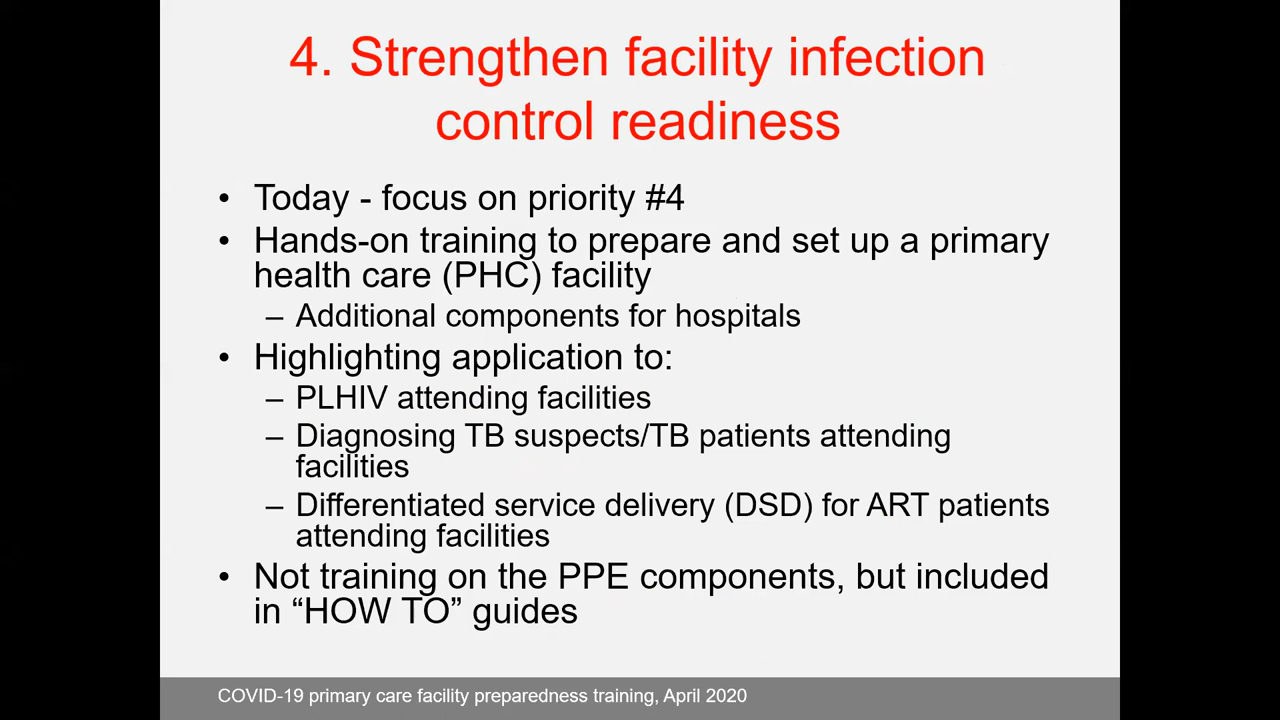 4. Strengthen facility infection
control readiness
• Today - focus on priority #4
• Hands-on training to prepare and set up a primary
health care (PHC) facility
– Additional components for hospitals
• Highlighting application to:
– PLHIV attending facilities
– Diagnosing TB suspects/TB patients attending
facilities
– Differentiated service delivery (DSD) for ART patients
attending facilities
• Not training on the PPE components, but included
in “HOW TO” guides
COVID-19 primary care facility preparedness training, April 2020